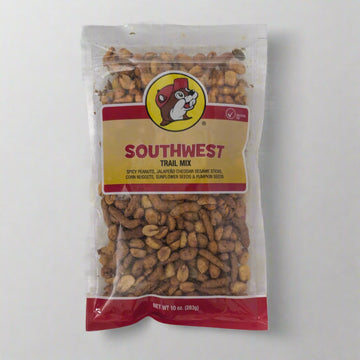 ®
SOUTHWEST
TRAIL MIX
SPICY PEANUTS, JALAPEÑO CHEDDAR SESAME STICKS,
CORN NUGGETS, SUNFLOWER SEEDS & PUMPKIN SEEDS
NET WT 10 oz. (283g)